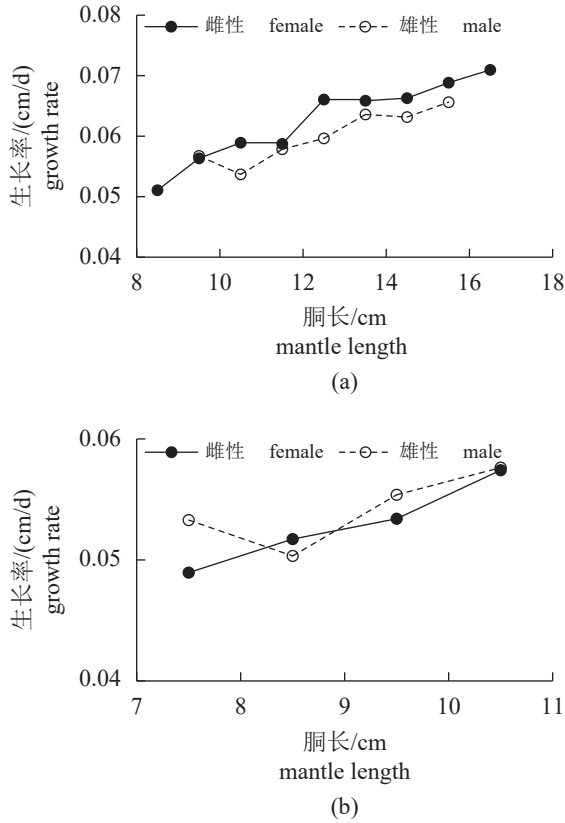 0.08
雌性 female 雄性 male
0.07
0.06
0.05
0.04
生长率/(cm/d)
growth rate
8 10 12 14 16 18
胴长/cm
mantle length
(a)
0.06
雌性 female 雄性 male
0.05
0.04
生长率/(cm/d)
growth rate
7 8 9 10 11
胴长/cm
mantle length
(b)